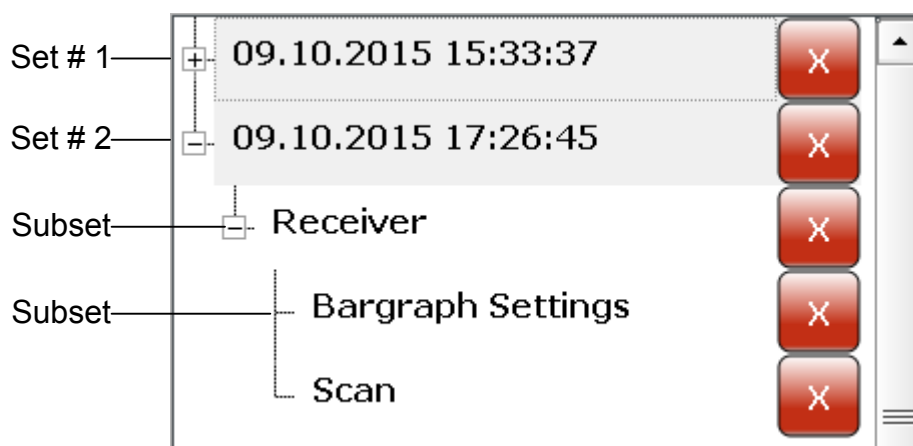 Set # 1 09.10.2015 15:33:37 X
Set # 2 09.10.2015 17:26:45 X
Subset Receiver X
Subset Bargraph Settings X
Scan X